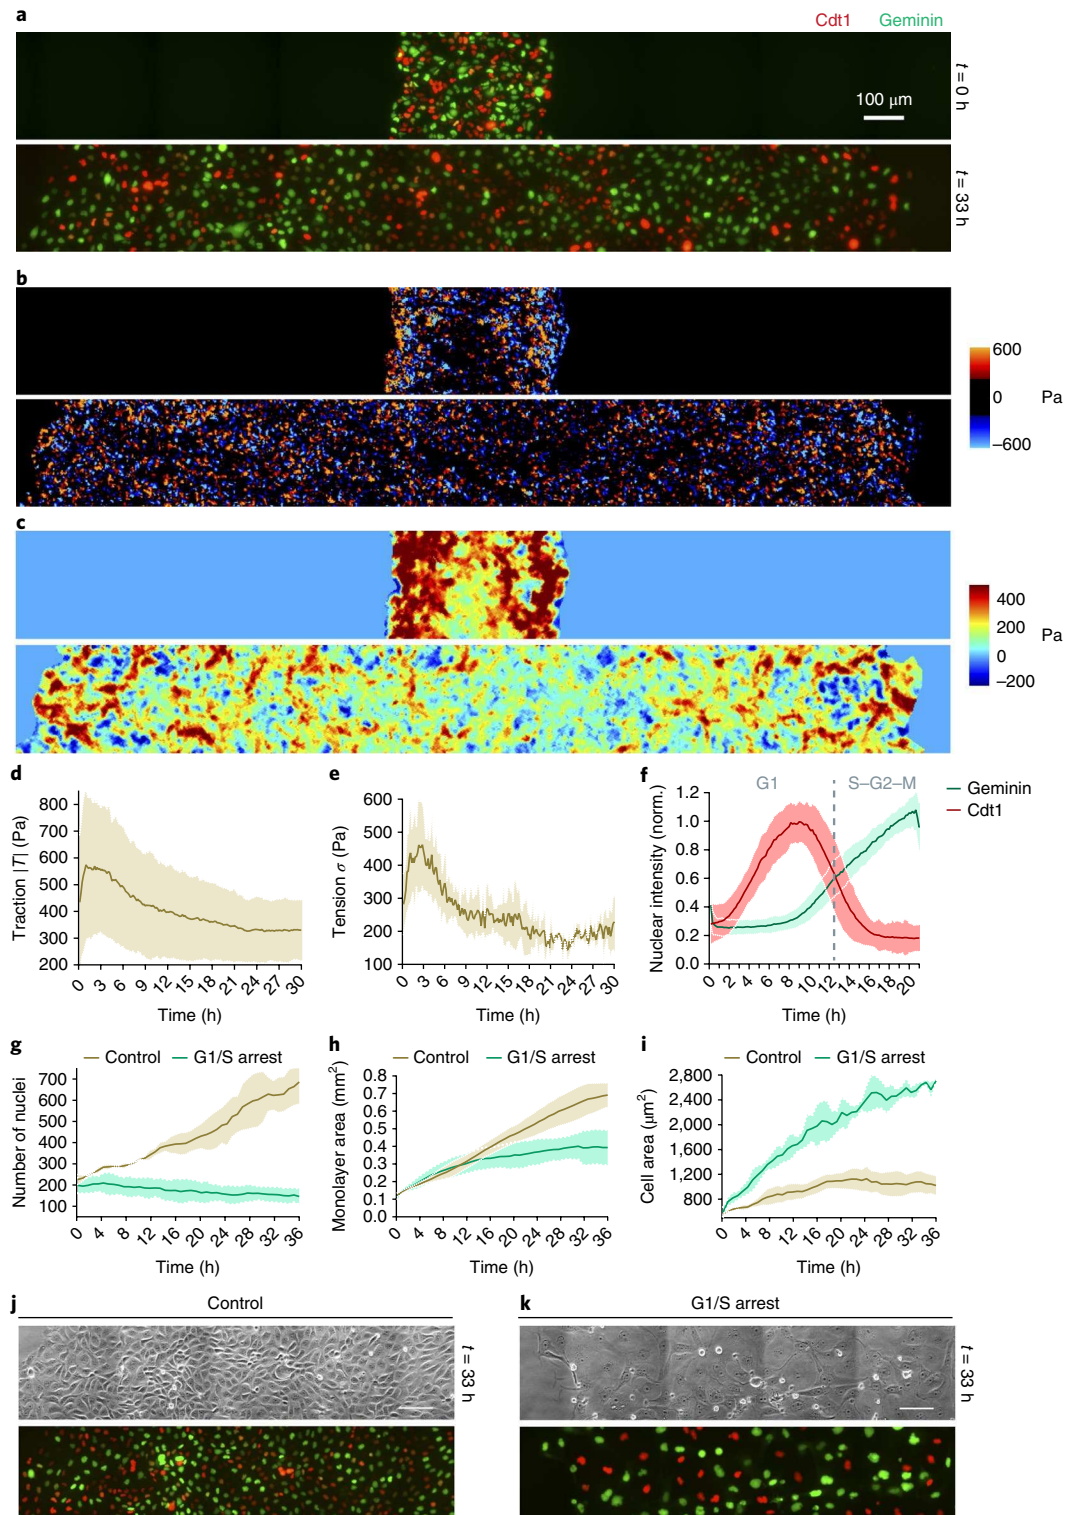 a
Cdt1 Geminin
t = 0 h
100 μm
t = 33 h
b
600
0
–600
Pa
c
400
200
0
–200
Pa
d
Traction |T| (Pa)
800
700
600
500
400
300
200
0 3 6 9 12 15 18 21 24 27 30
Time (h)
e
Tension σ (Pa)
600
500
400
300
200
100
0 3 6 9 12 15 18 21 24 27 30
Time (h)
f
G1 S–G2–M
Geminin
Cdt1
Nuclear intensity (norm.)
1.2
1.0
0.8
0.6
0.4
0.2
0.0
0 2 4 6 8 10 12 14 16 18 20
Time (h)
g
Control G1/S arrest
Number of nuclei
700
600
500
400
300
200
100
0 4 8 12 16 20 24 28 32 36
Time (h)
h
Control G1/S arrest
Monolayer area (mm²)
0.8
0.7
0.6
0.5
0.4
0.3
0.2
0.1
0.0
0 4 8 12 16 20 24 28 32 36
Time (h)
i
Control G1/S arrest
Cell area (μm²)
2,800
2,400
2,000
1,600
1,200
800
0 4 8 12 16 20 24 28 32 36
Time (h)
j
Control
t = 33 h
k
G1/S arrest
t = 33 h